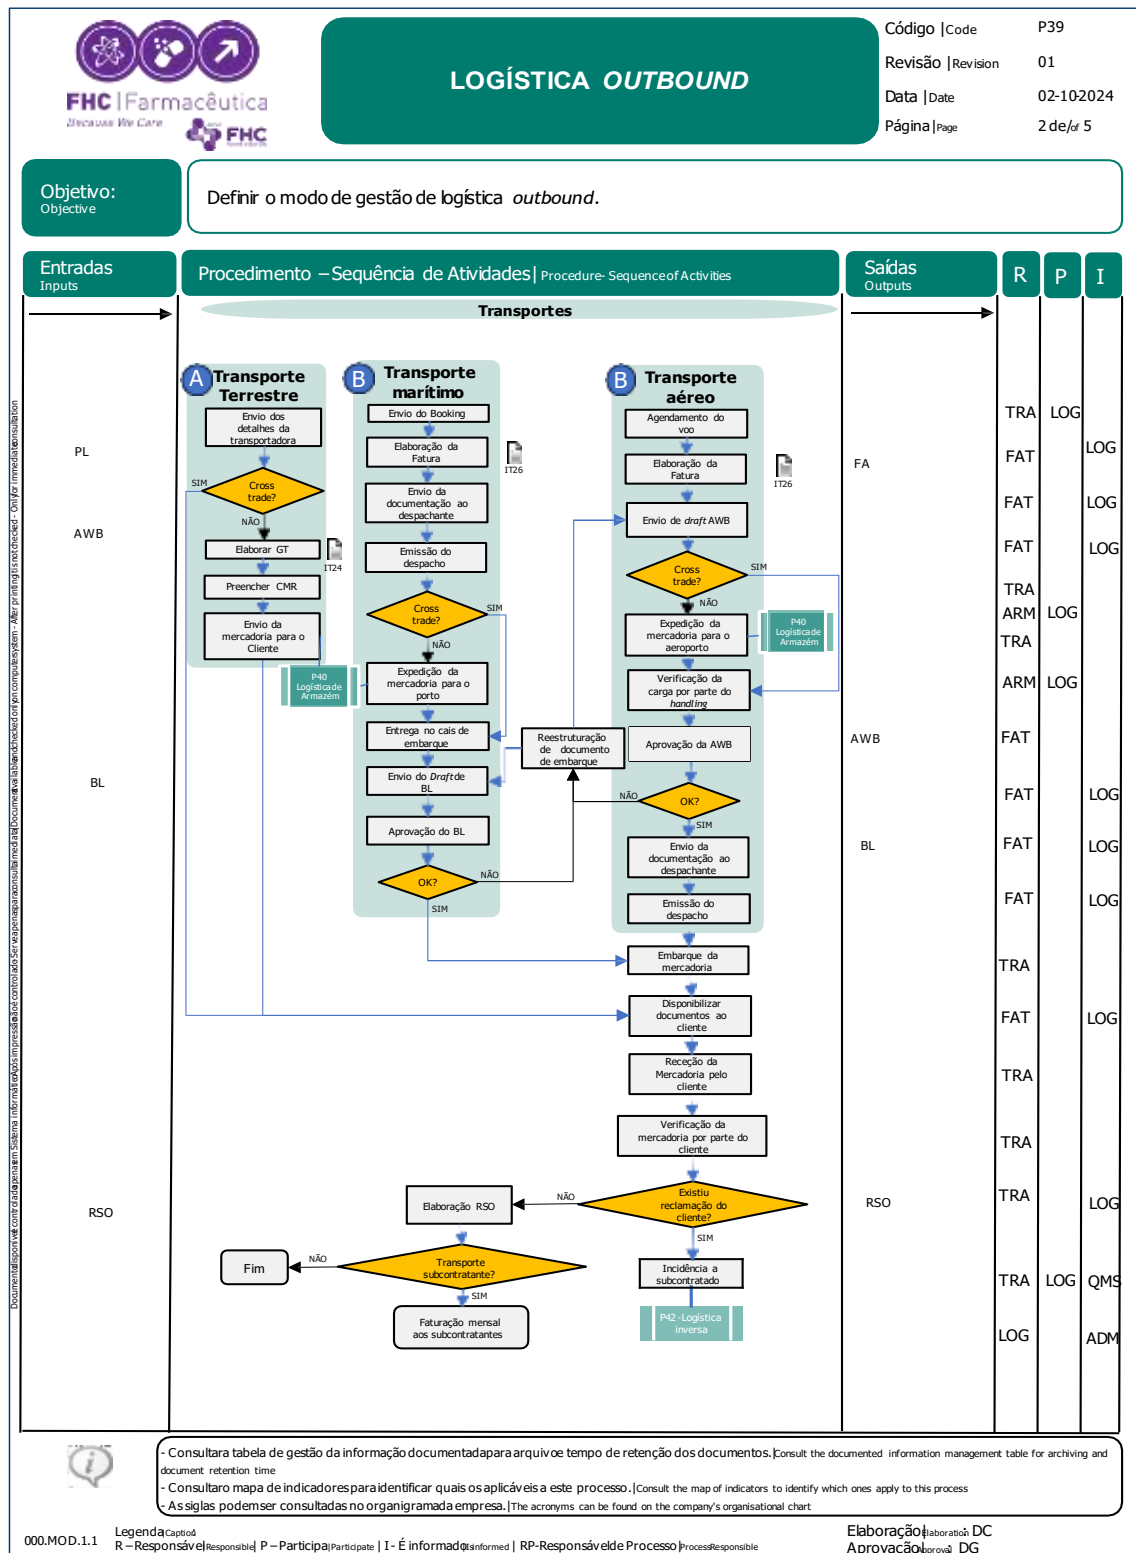 FHC | Farmacêutica
Because We Care
FHC
LOGÍSTICA OUTBOUND
Código | Code P39
Revisão | Revision 01
Data | Date 02-10-2024
Página | Page 2 de/of 5
Objetivo:
Objective
Definir o modo de gestão de logística outbound.
Entradas
Inputs
Procedimento – Sequência de Atividades | Procedure- Sequence of Activities
Saídas
Outputs
R
P
I
Transportes
A
Transporte
Terrestre
Envio dos
detalhes da
transportadora
SIM
Cross
trade?
NÃO
Elaborar GT
IT24
Preencher CMR
Envio da
mercadoria para o
Cliente
P40
Logística de
Armazém
B
Transporte
marítimo
Envio do Booking
Elaboração da
Fatura
IT26
Envio da
documentação ao
despachante
Emissão do
despacho
Cross
trade?
SIM
NÃO
Expedição da
mercadoria para o
porto
Entrega no cais de
embarque
Envio do Draft de
BL
Aprovação do BL
OK?
NÃO
SIM
Reestruturação
de documento
de embarque
B
Transporte
aéreo
Agendamento do
voo
Elaboração da
Fatura
IT26
Envio de draft AWB
Cross
trade?
SIM
NÃO
Expedição da
mercadoria para o
aeroporto
P40
Logística de
Armazém
Verificação da
carga por parte do
handling
Aprovação da AWB
NÃO
OK?
SIM
Envio da
documentação ao
despachante
Emissão do
despacho
Embarque da
mercadoria
Disponibilizar
documentos ao
cliente
Receção da
Mercadoria pelo
cliente
Verificação da
mercadoria por parte do
cliente
Existiu
reclamação do
cliente?
NÃO
SIM
Elaboração RSO
Incidência a
subcontratado
P42 -Logística
inversa
Transporte
subcontratante?
NÃO
SIM
Fim
Faturação mensal
aos subcontratantes
PL
AWB
BL
RSO
FA
AWB
BL
RSO
TRA LOG
FAT LOG
FAT LOG
FAT LOG
TRA
ARM LOG
TRA
ARM LOG
FAT
FAT LOG
FAT LOG
FAT LOG
TRA
FAT LOG
TRA
TRA
TRA LOG
TRA LOG QMS
LOG ADM
- Consultar a tabela de gestão da informação documentada para arquivo e tempo de retenção dos documentos. | Consult the documented information management table for archiving and
document retention time
- Consultar o mapa de indicadores para identificar quais os aplicáveis a este processo. | Consult the map of indicators to identify which ones apply to this process
- As siglas podem ser consultadas no organigrama da empresa. | The acronyms can be found on the company's organisational chart
000.MOD.1.1
Legenda | Caption:
R – Responsável | Responsible | P – Participa | Participate | I - É informado | Is informed | RP-Responsável de Processo | Process Responsible
Elaboração | Elaboration: DC
Aprovação | Approval: DG